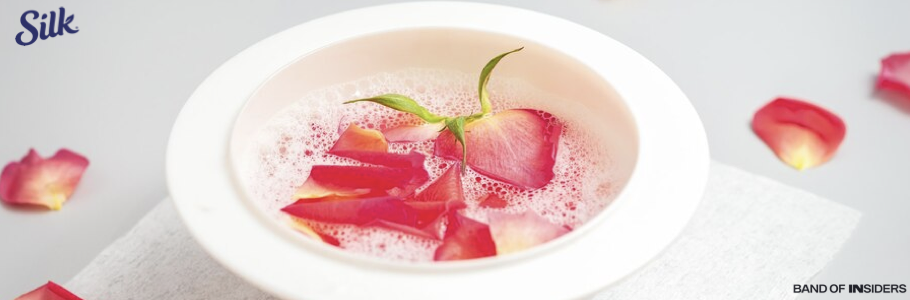 Silk
BAND OF INSIDERS